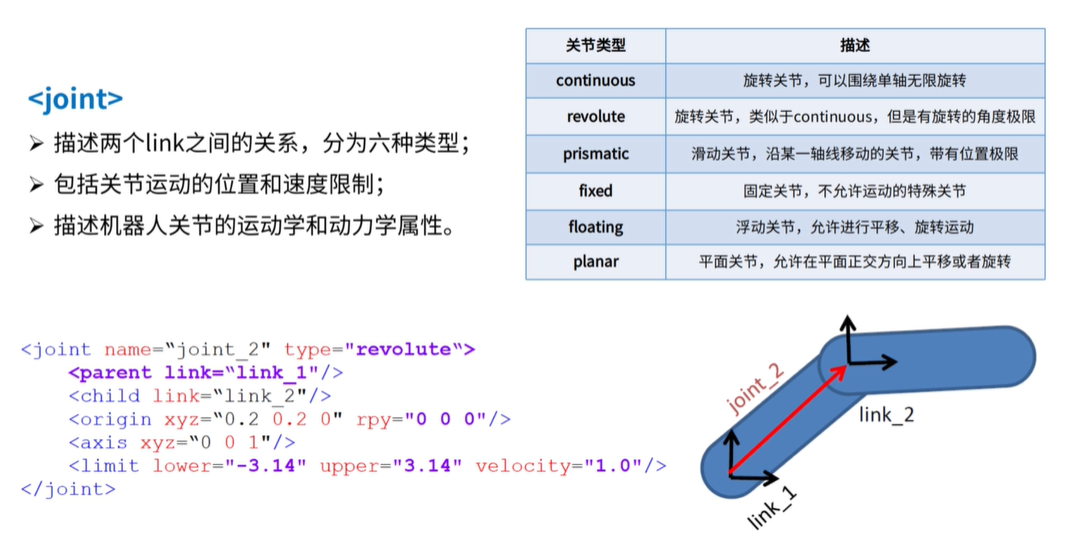 <joint>
➢ 描述两个link之间的关系，分为六种类型；
➢ 包括关节运动的位置和速度限制；
➢ 描述机器人关节的运动学和动力学属性。
关节类型 描述
continuous 旋转关节，可以围绕单轴无限旋转
revolute 旋转关节，类似于continuous，但是有旋转的角度极限
prismatic 滑动关节，沿某一轴线移动的关节，带有位置极限
fixed 固定关节，不允许运动的特殊关节
floating 浮动关节，允许进行平移、旋转运动
planar 平面关节，允许在平面正交方向上平移或者旋转
<joint name=“joint_2" type="revolute“>
<parent link=“link_1"/>
<child link=“link_2"/>
<origin xyz=“0.2 0.2 0" rpy="0 0 0"/>
<axis xyz=“0 0 1"/>
<limit lower="-3.14" upper="3.14" velocity="1.0"/>
</joint>
joint_2
link_2
link_1